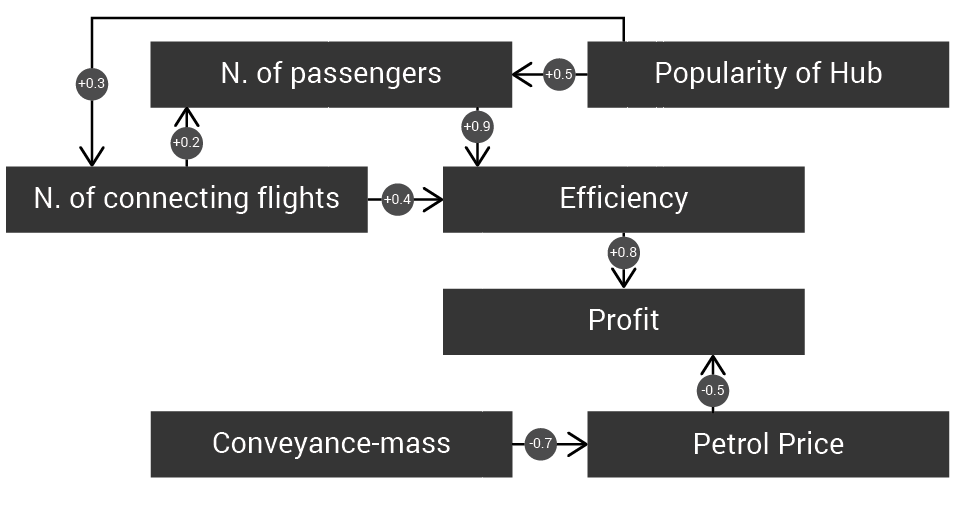 +0.3
N. of passengers
+0.5
Popularity of Hub
+0.2
+0.9
N. of connecting flights
+0.4
Efficiency
+0.8
Profit
-0.5
Conveyance-mass
-0.7
Petrol Price